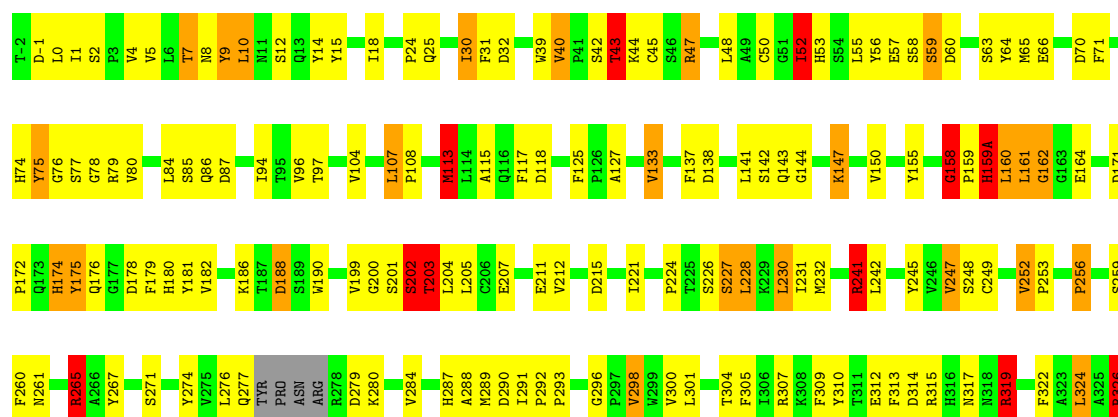 T-2 D-1 L0 I1 S2 P3 V4 V5 L6 T7 N8 Y9 L10 N11 S12 Q13 Y14 Y15 I18 P24 Q25 I30 F31 D32 W39 V40 P41 S42 T43 K44 C45 S46 R47 L48 A49 C50 G51 I52 H53 S54 L55 Y56 E57 S58 S59 D60 S63 Y64 M65 E66 D70 F71
H74 Y75 G76 S77 G78 R79 V80 L84 S85 Q86 D87 I94 T95 V96 T97 V104 L107 P108 M113 L114 A115 Q116 F117 D118 F125 P126 A127 V133 F137 D138 L141 S142 Q143 G144 K147 V150 Y155 G158 P159 H159A L160 L161 G162 G163 E164 D171
P172 Q173 H174 Y175 Q176 G177 D178 F179 H180 Y181 V182 K186 T187 D188 S189 W190 V199 G200 S201 S202 T203 L204 L205 C206 E207 E211 V212 D215 I221 P224 T225 S226 S227 L228 K229 L230 I231 M232 R241 L242 Y245 V246 V247 S248 C249 V252 P253 P256 S259
F260 N261 R265 A266 Y267 S271 Y274 V275 L276 Q277 TYR PRO ASN ARG R278 D279 K280 V284 H287 A288 M289 D290 I291 P292 P293 G296 P297 V298 W299 V300 L301 T304 F305 I306 R307 K308 F309 Y310 T311 E312 F313 D314 R315 H316 N317 N318 R319 F322 A323 L324 A325 R326